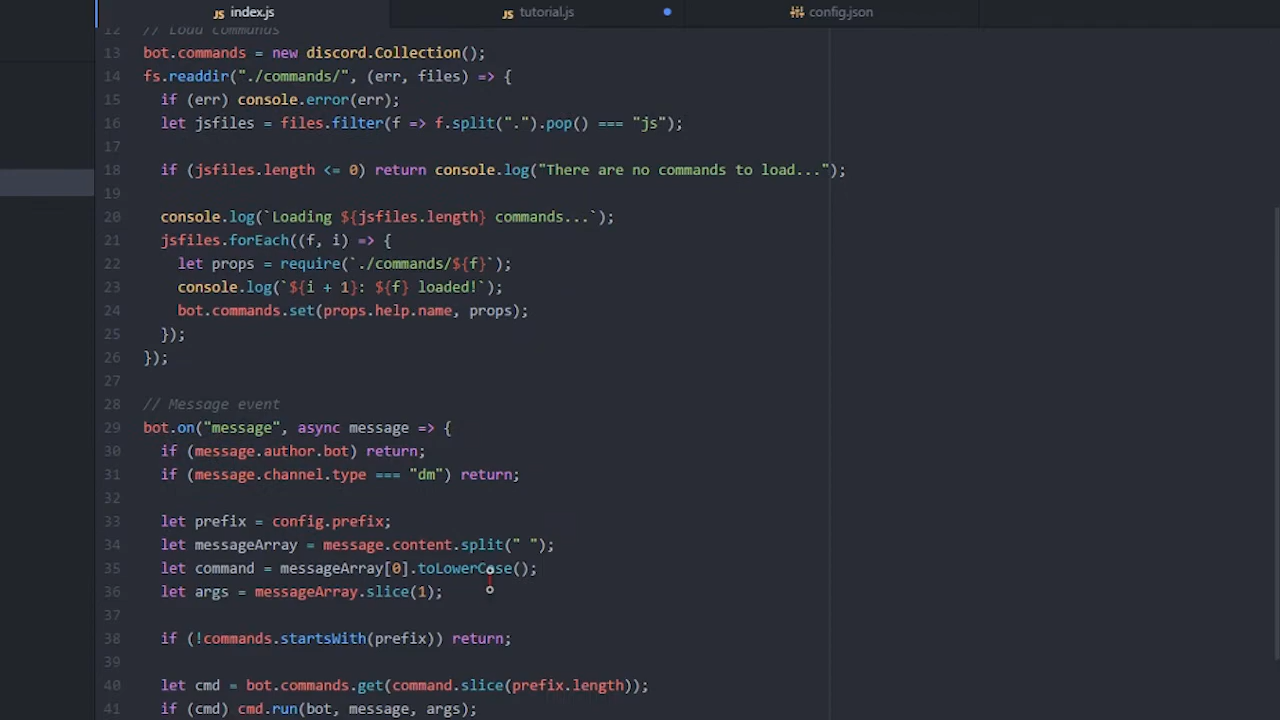 JS index.js
JS tutorial.js
config.json
12 // Load commands
13 bot.commands = new discord.Collection();
14 fs.readdir("./commands/", (err, files) => {
15 if (err) console.error(err);
16 let jsfiles = files.filter(f => f.split(".").pop() === "js");
17
18 if (jsfiles.length <= 0) return console.log("There are no commands to load...");
19
20 console.log(`Loading ${jsfiles.length} commands...`);
21 jsfiles.forEach((f, i) => {
22 let props = require(`./commands/${f}`);
23 console.log(`${i + 1}: ${f} loaded!`);
24 bot.commands.set(props.help.name, props);
25 });
26 });
27
28 // Message event
29 bot.on("message", async message => {
30 if (message.author.bot) return;
31 if (message.channel.type === "dm") return;
32
33 let prefix = config.prefix;
34 let messageArray = message.content.split(" ");
35 let command = messageArray[0].toLowerCase();
36 let args = messageArray.slice(1);
37
38 if (!commands.startsWith(prefix)) return;
39
40 let cmd = bot.commands.get(command.slice(prefix.length));
41 if (cmd) cmd.run(bot, message, args);